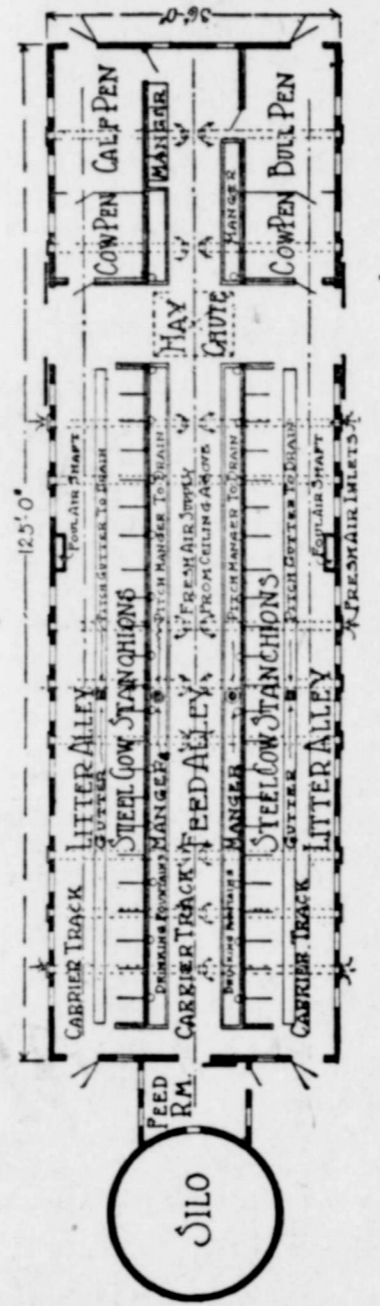 125'-0"
36'-0"
CARRIER TRACK
LITTER ALLEY
FOUL AIR SHAFT
GUTTER
PITCH GUTTER TO DRAIN
STEEL COW STANCHIONS
COW PEN
CALF PEN
DRINKING FOUNTAINS
MANGER
PITCH MANGER TO DRAIN
MANGER
SILO
FEED RM.
CARRIER TRACK
FEED ALLEY
FRESH AIR SUPPLY
FROM CEILING ABOVE
HAY
CHUTE
MANGER
PITCH MANGER TO DRAIN
MANGER
STEEL COW STANCHIONS
GUTTER
PITCH GUTTER TO DRAIN
CARRIER TRACK
LITTER ALLEY
FOUL AIR SHAFT
COW PEN
BULL PEN
FRESH AIR INLETS